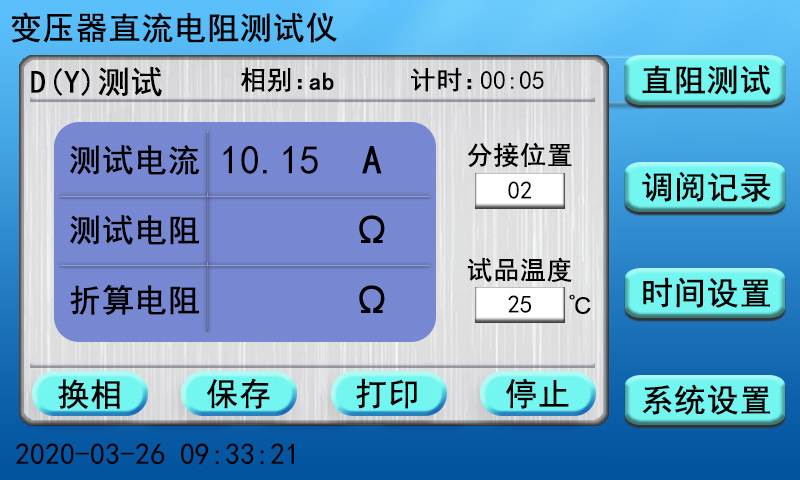 变压器直流电阻测试仪
D(Y)测试 相别:ab 计时:00:05
直阻测试
测试电流 10.15 A
分接位置
02
调阅记录
测试电阻 Ω
试品温度
25 ℃
时间设置
折算电阻 Ω
换相 保存 打印 停止
系统设置
2020-03-26 09:33:21